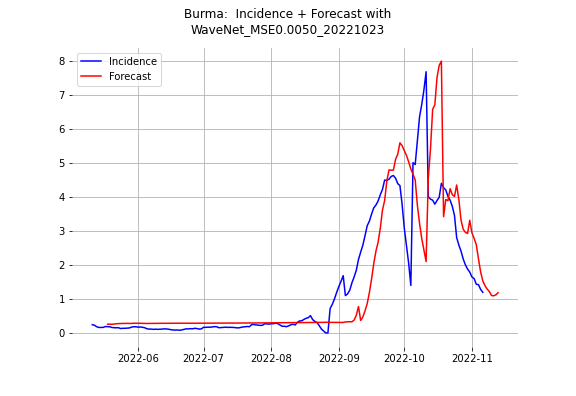 Burma:  Incidence + Forecast with
WaveNet_MSE0.0050_20221023
Incidence
Forecast
8
7
6
5
4
3
2
1
0
2022-06 2022-07 2022-08 2022-09 2022-10 2022-11